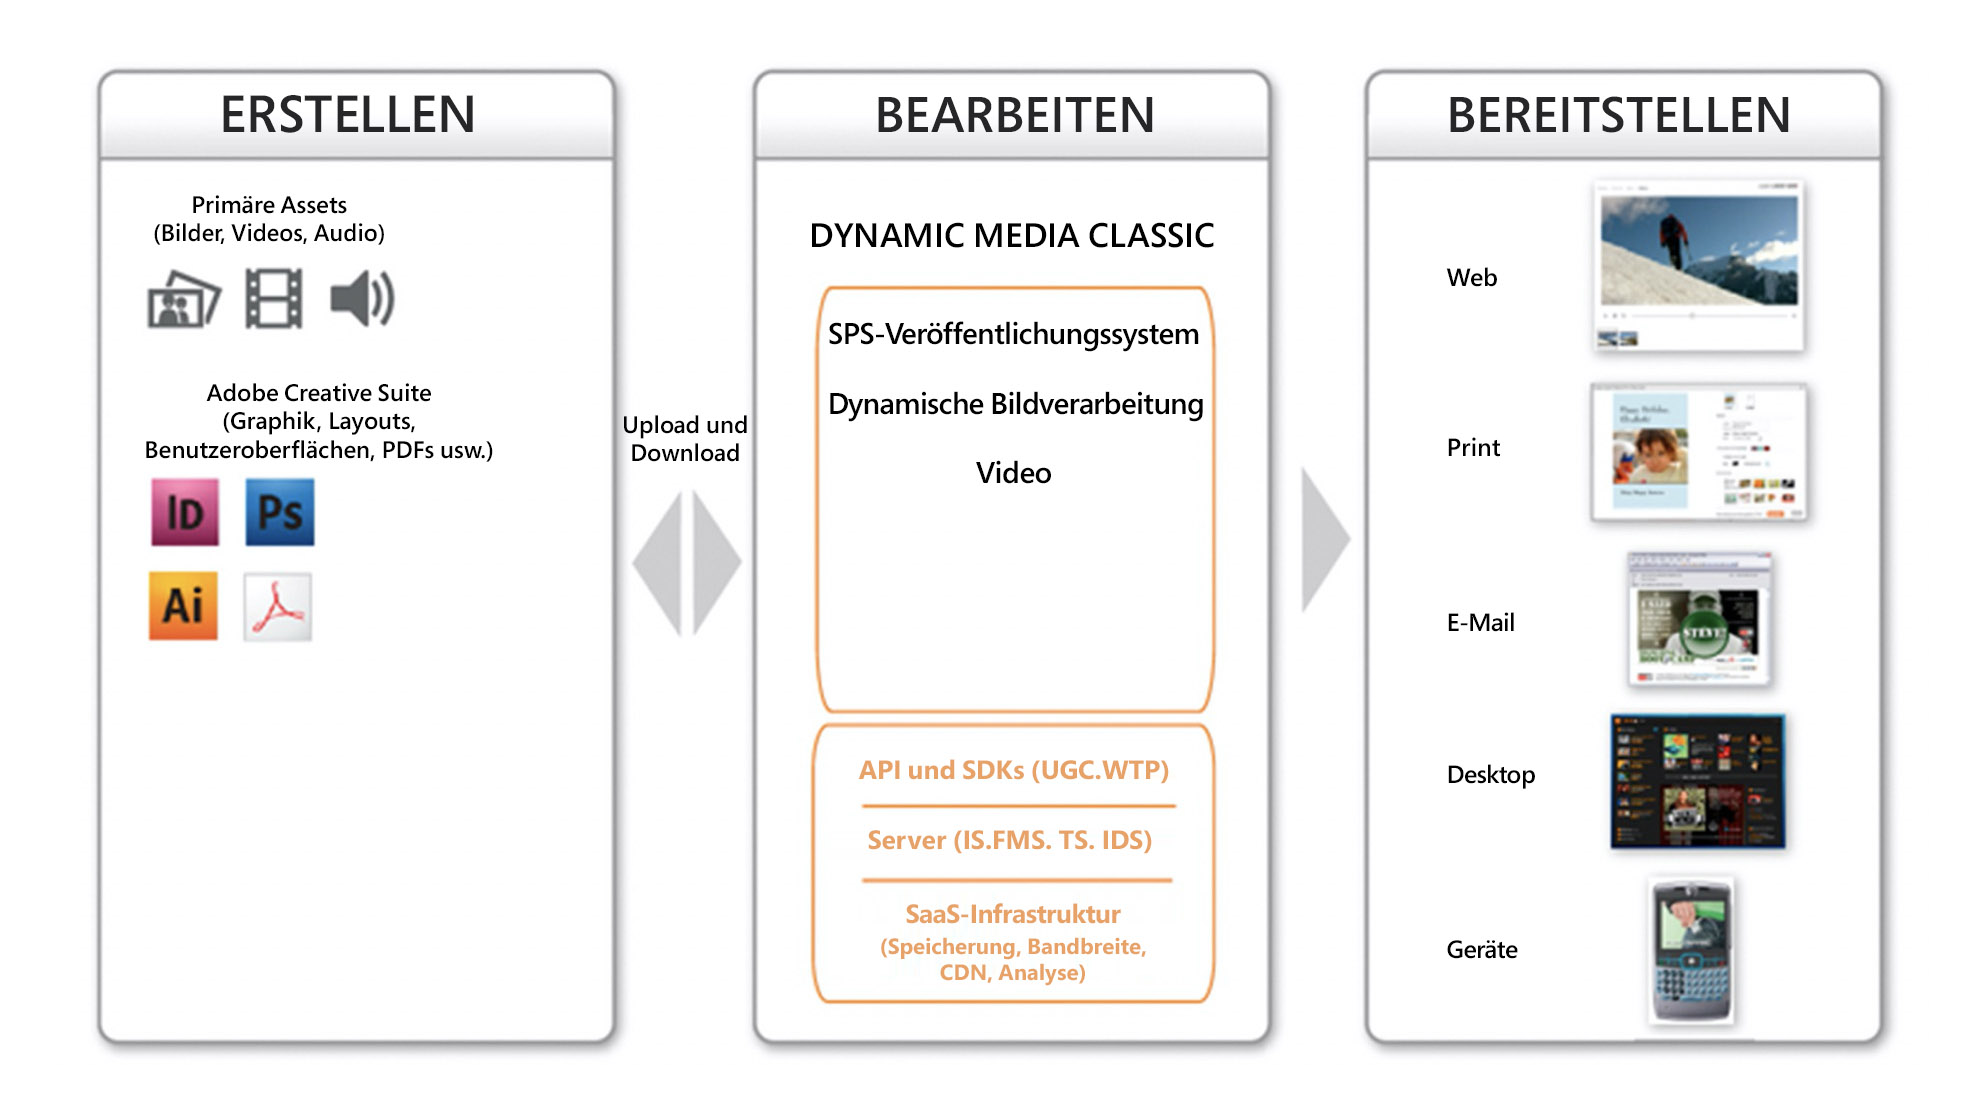 ERSTELLEN
Primäre Assets
(Bilder, Videos, Audio)
Adobe Creative Suite
(Graphik, Layouts,
Benutzeroberflächen, PDFs usw.)
ID
Ps
Ai
Upload und
Download
BEARBEITEN
DYNAMIC MEDIA CLASSIC
SPS-Veröffentlichungssystem
Dynamische Bildverarbeitung
Video
API und SDKs (UGC.WTP)
Server (IS.FMS. TS. IDS)
SaaS-Infrastruktur
(Speicherung, Bandbreite,
CDN, Analyse)
BEREITSTELLEN
Web
Print
E-Mail
STEVE!
Desktop
Geräte